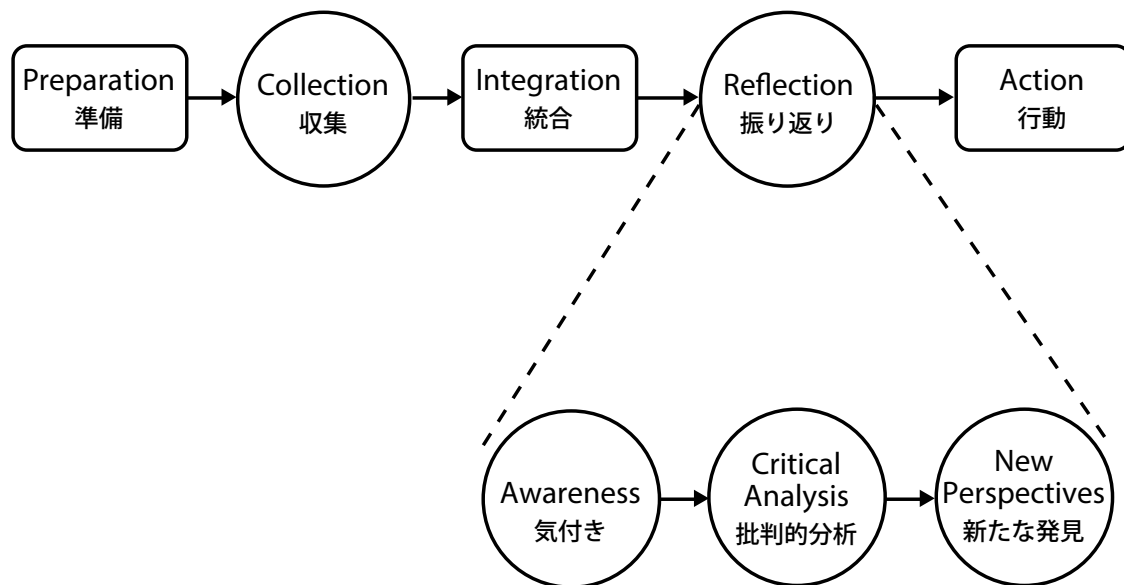 Preparation
準備
Collection
収集
Integration
統合
Reflection
振り返り
Action
行動
Awareness
気付き
Critical
Analysis
批判的分析
New
Perspectives
新たな発見